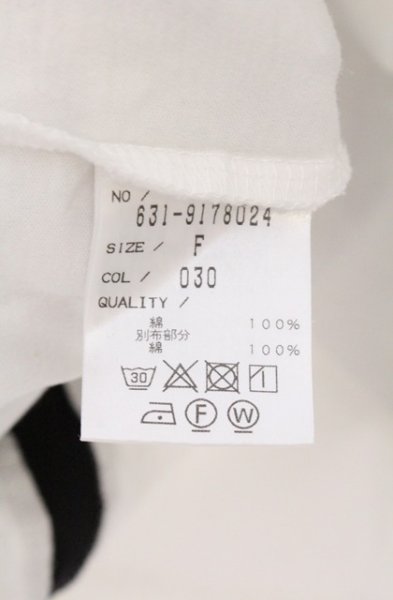 NO /
631-9178024
SIZE / F
COL / 030
QUALITY /
綿 100%
別布部分
綿 100%
30
F W